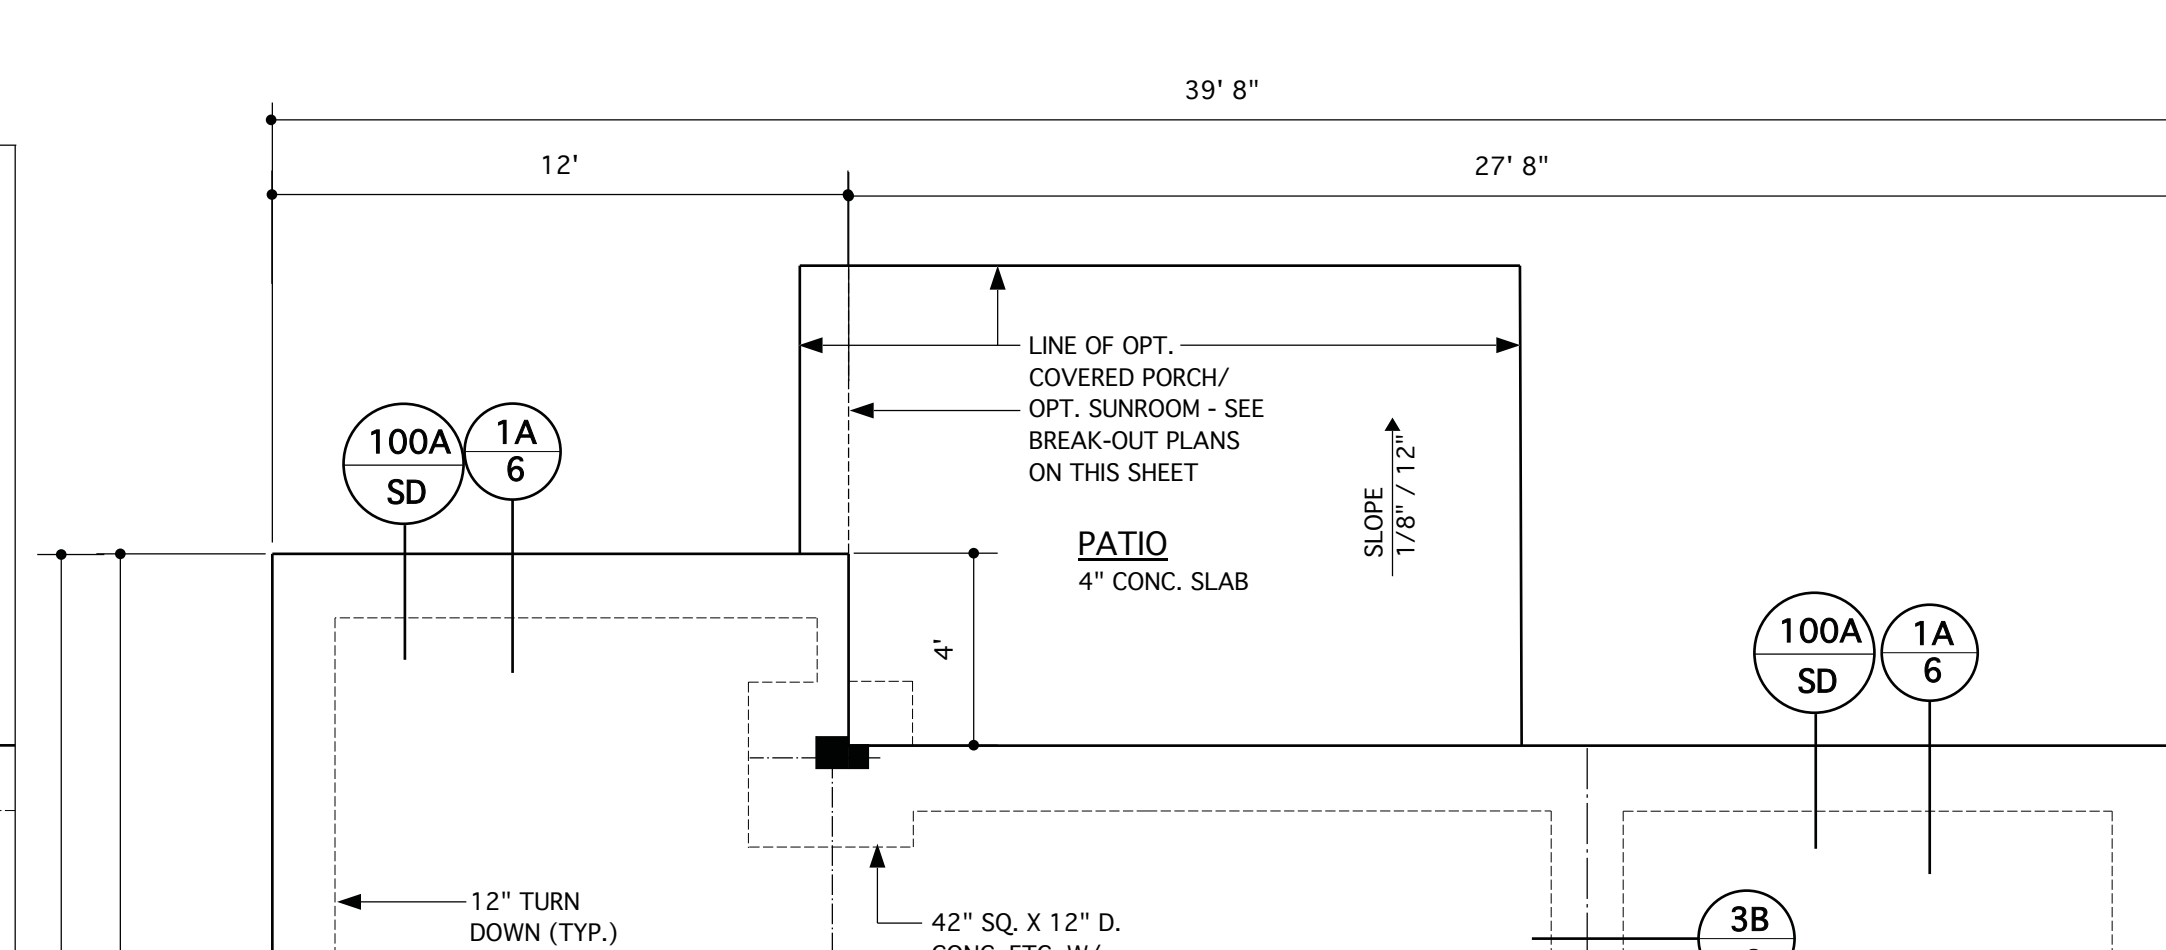 39' 8"
12'
27' 8"
LINE OF OPT.
COVERED PORCH/
OPT. SUNROOM - SEE
BREAK-OUT PLANS
ON THIS SHEET
100A
SD
1A
6
SLOPE
1/8" / 12"
PATIO
4" CONC. SLAB
4'
100A
SD
1A
6
12" TURN
DOWN (TYP.)
42" SQ. X 12" D.
3B